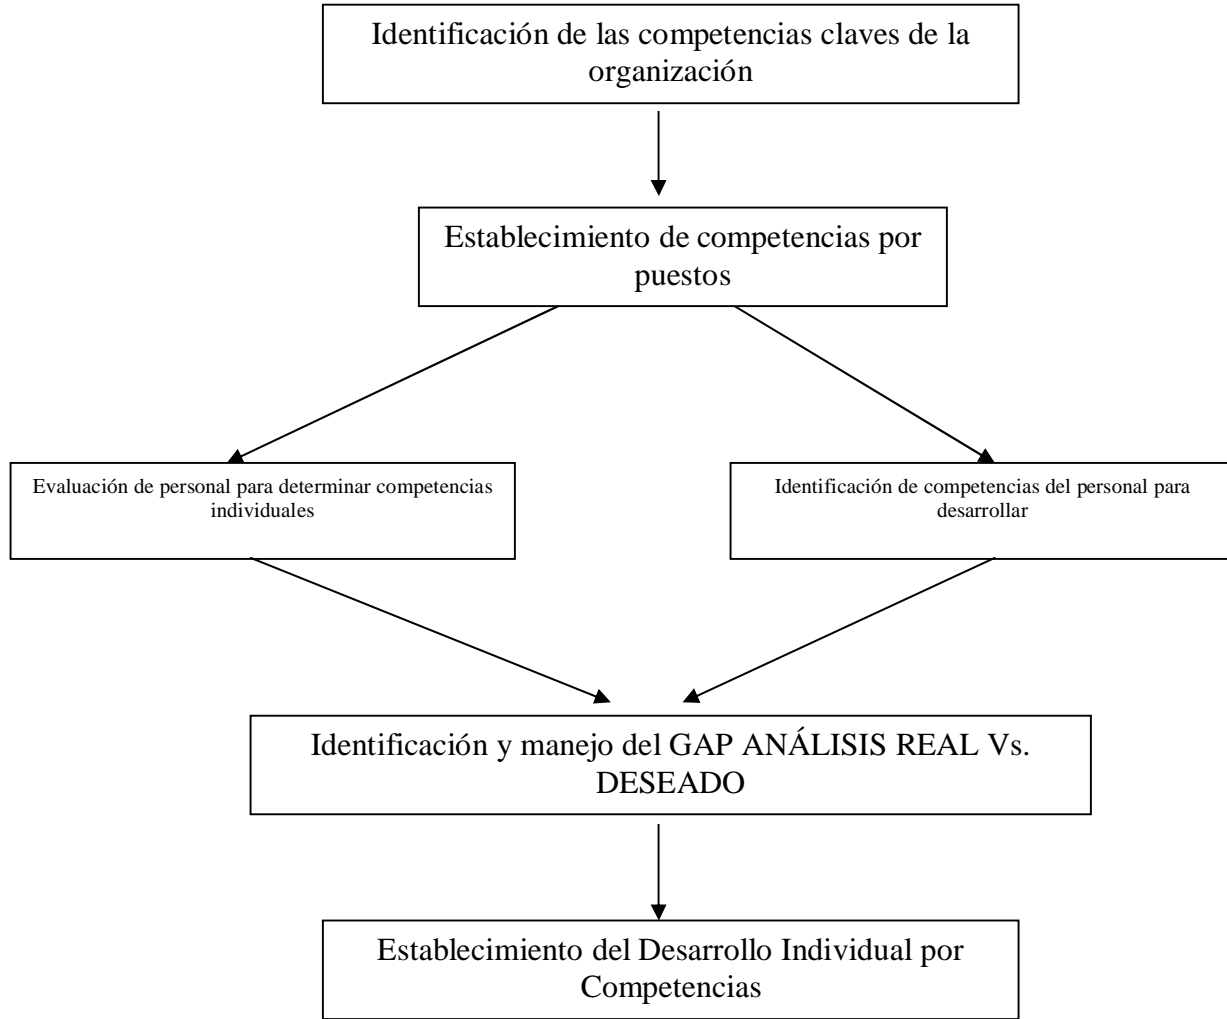 Identificación de las competencias claves de la
organización
Establecimiento de competencias por
puestos
Evaluación de personal para determinar competencias
individuales
Identificación de competencias del personal para
desarrollar
Identificación y manejo del GAP ANÁLISIS REAL Vs.
DESEADO
Establecimiento del Desarrollo Individual por
Competencias